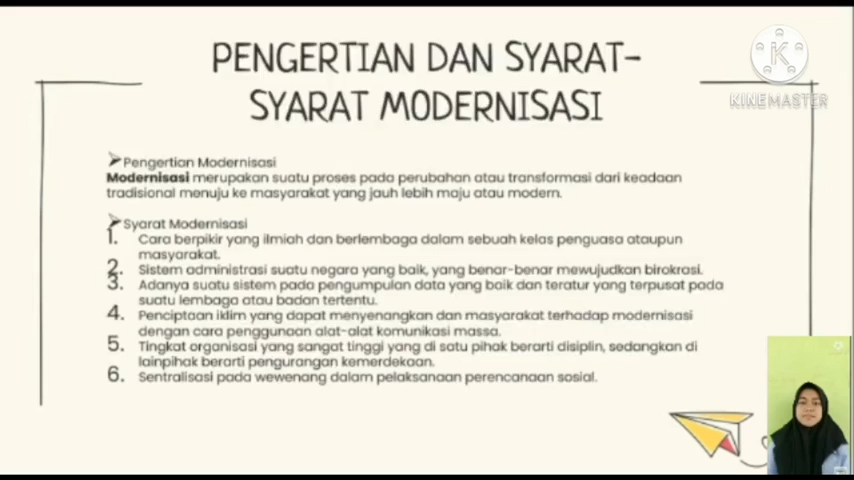 PENGERTIAN DAN SYARAT-
SYARAT MODERNISASI
KINEMASTER
Pengertian Modernisasi
Modernisasi merupakan suatu proses pada perubahan atau transformasi dari keadaan
tradisional menuju ke masyarakat yang jauh lebih maju atau modern.
Syarat Modernisasi
1. Cara berpikir yang ilmiah dan berlembaga dalam sebuah kelas penguasa ataupun
masyarakat.
2. Sistem administrasi suatu negara yang baik, yang benar-benar mewujudkan birokrasi.
3. Adanya suatu sistem pada pengumpulan data yang baik dan teratur yang terpusat pada
suatu lembaga atau badan tertentu.
4. Penciptaan iklim yang dapat menyenangkan dan masyarakat terhadap modernisasi
dengan cara penggunaan alat-alat komunikasi massa.
5. Tingkat organisasi yang sangat tinggi yang di satu pihak berarti disiplin, sedangkan di
lainpihak berarti pengurangan kemerdekaan.
6. Sentralisasi pada wewenang dalam pelaksanaan perencanaan sosial.